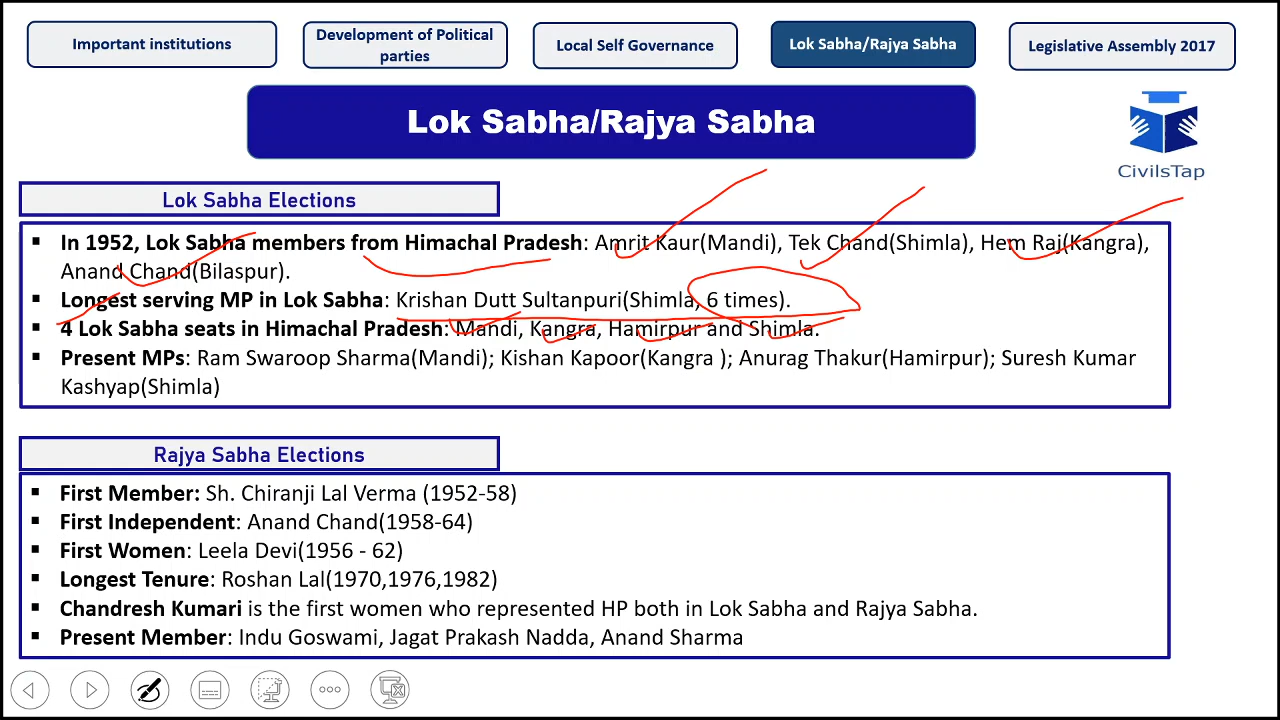 Important institutions
Development of Political
parties
Local Self Governance
Lok Sabha/Rajya Sabha
Legislative Assembly 2017
Lok Sabha/Rajya Sabha
CivilsTap
Lok Sabha Elections
▪ In 1952, Lok Sabha members from Himachal Pradesh: Amrit Kaur(Mandi), Tek Chand(Shimla), Hem Raj(Kangra),
Anand Chand(Bilaspur).
▪ Longest serving MP in Lok Sabha: Krishan Dutt Sultanpuri(Shimla, 6 times).
▪ 4 Lok Sabha seats in Himachal Pradesh: Mandi, Kangra, Hamirpur and Shimla.
▪ Present MPs: Ram Swaroop Sharma(Mandi); Kishan Kapoor(Kangra ); Anurag Thakur(Hamirpur); Suresh Kumar
Kashyap(Shimla)
Rajya Sabha Elections
▪ First Member: Sh. Chiranji Lal Verma (1952-58)
▪ First Independent: Anand Chand(1958-64)
▪ First Women: Leela Devi(1956 - 62)
▪ Longest Tenure: Roshan Lal(1970,1976,1982)
▪ Chandresh Kumari is the first women who represented HP both in Lok Sabha and Rajya Sabha.
▪ Present Member: Indu Goswami, Jagat Prakash Nadda, Anand Sharma